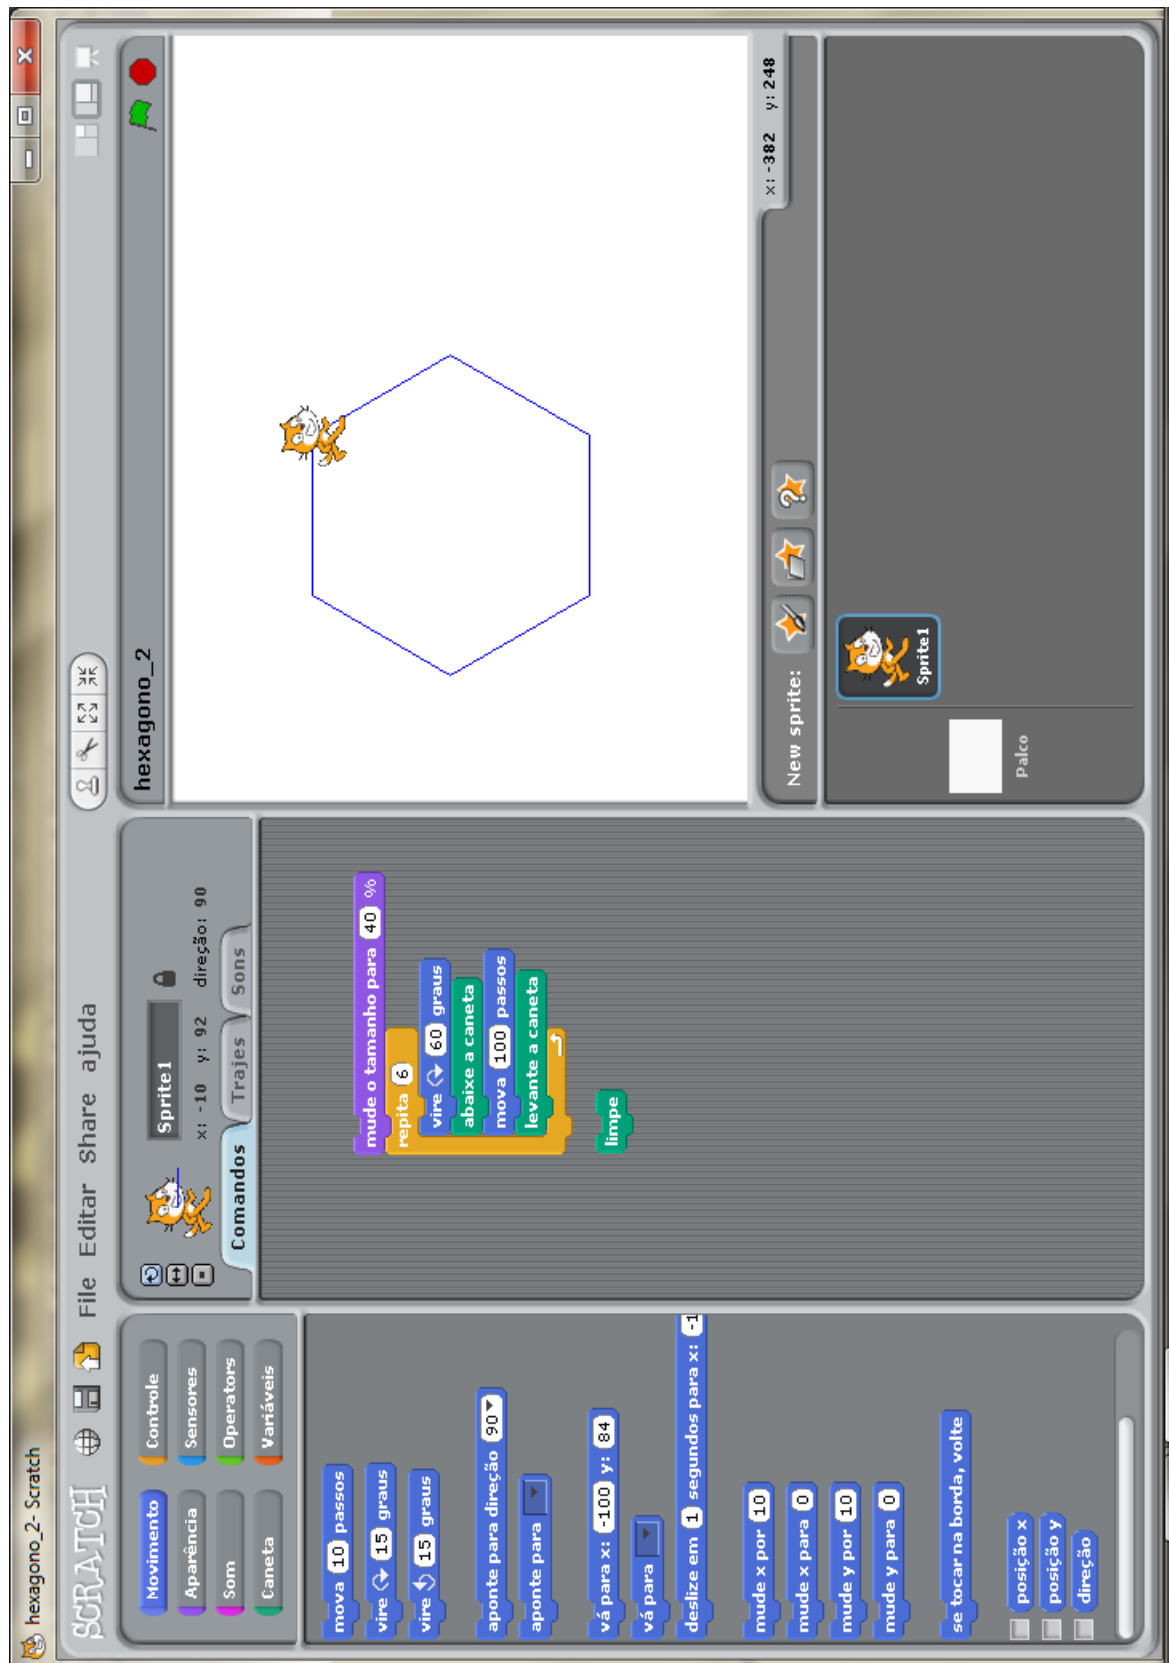 hexagono_2- Scratch
SCRATCH
File Editar Share ajuda
Movimento
Controle
Aparência
Sensores
Som
Operators
Caneta
Variáveis
mova 10 passos
vire 15 graus
vire 15 graus
aponte para direção 90
aponte para
vá para x: -100 y: 84
vá para
deslize em 1 segundos para x: -1
mude x por 10
mude x para 0
mude y por 10
mude y para 0
se tocar na borda, volte
posição x
posição y
direção
Sprite1
x: -10 y: 92 direção: 90
Comandos
Trajes
Sons
mude o tamanho para 40 %
repita 6
vire 60 graus
abaixe a caneta
mova 100 passos
levante a caneta
limpe
hexagono_2
x: -382 y: 248
New sprite:
Sprite1
Palco